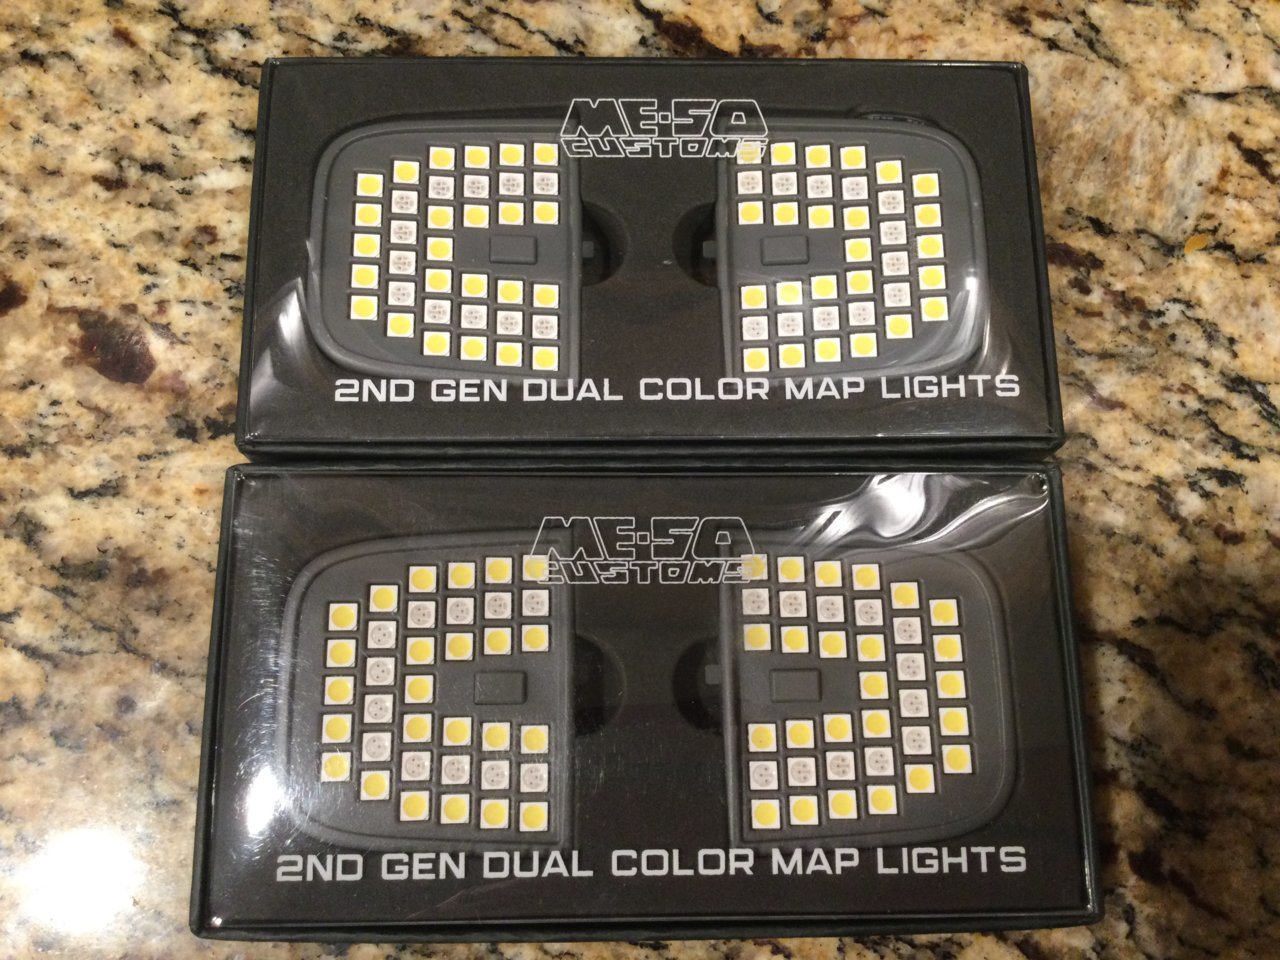 ME·SO
CUSTOMS
2ND GEN DUAL COLOR MAP LIGHTS
ME·SO
CUSTOMS
2ND GEN DUAL COLOR MAP LIGHTS